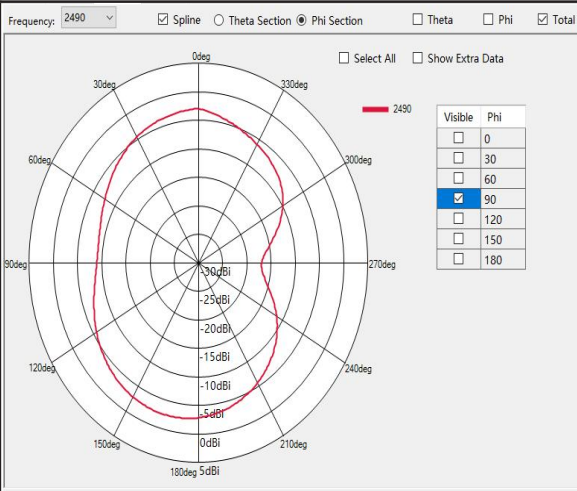 Frequency: 2490 Spline Theta Section Phi Section Theta Phi Total
Select All Show Extra Data
0deg
30deg
330deg
2490
Visible Phi
0
30
60
90
120
150
180
60deg
300deg
90deg
270deg
-30dBi
-25dBi
-20dBi
-15dBi
120deg
240deg
-10dBi
-5dBi
150deg
0dBi
210deg
180deg 5dBi